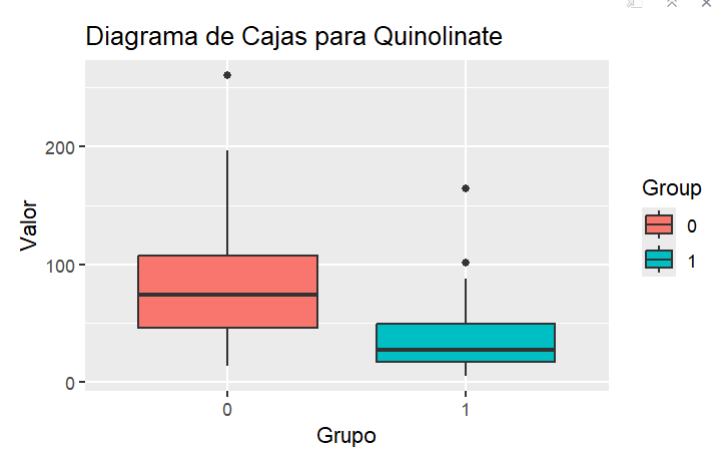 Diagrama de Cajas para Quinolinate
200
100
0
Valor
0
1
Grupo
Group
0
1